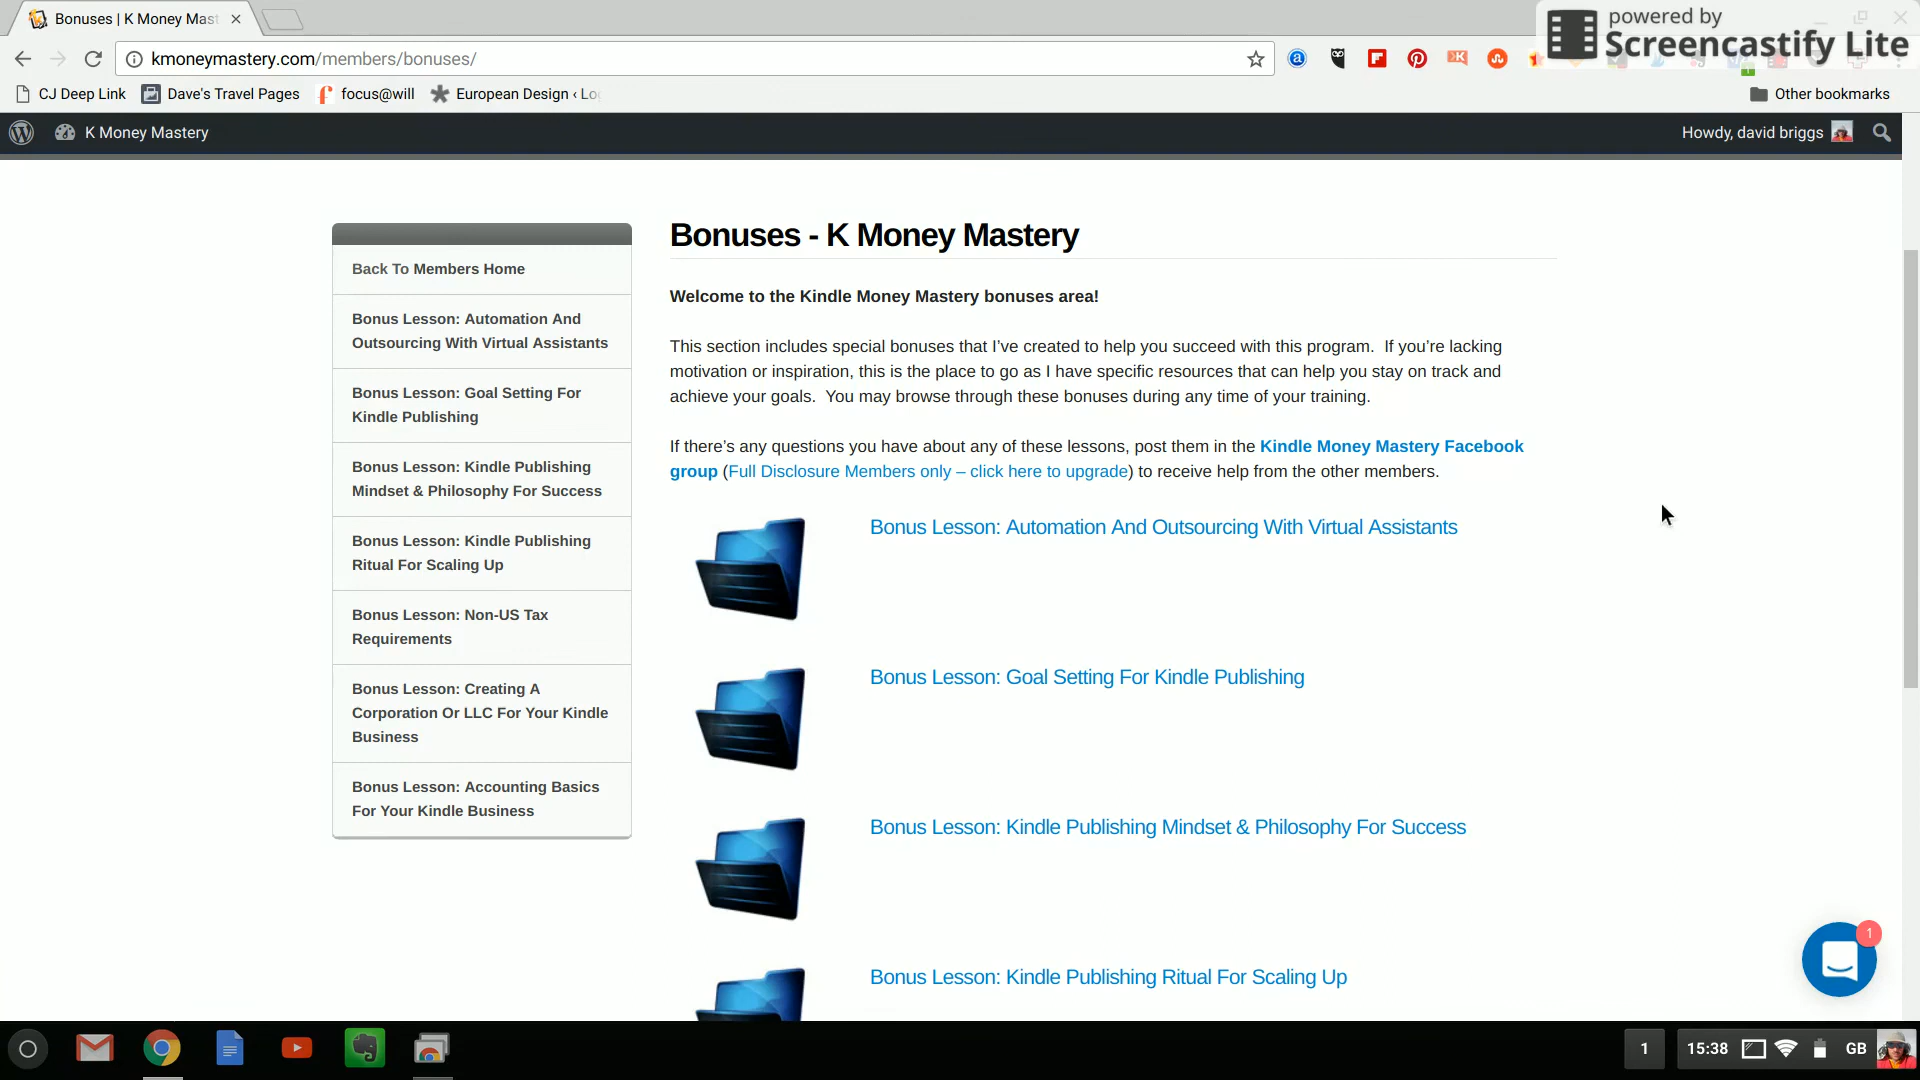 Bonuses | K Money Mast
powered by
Screencastify Lite
kmoneymastery.com/members/bonuses/
CJ Deep Link
Dave's Travel Pages
focus@will
European Design ‹ Lo
Other bookmarks
K Money Mastery
Howdy, david briggs
Back To Members Home
Bonus Lesson: Automation And
Outsourcing With Virtual Assistants
Bonus Lesson: Goal Setting For
Kindle Publishing
Bonus Lesson: Kindle Publishing
Mindset & Philosophy For Success
Bonus Lesson: Kindle Publishing
Ritual For Scaling Up
Bonus Lesson: Non-US Tax
Requirements
Bonus Lesson: Creating A
Corporation Or LLC For Your Kindle
Business
Bonus Lesson: Accounting Basics
For Your Kindle Business
Bonuses - K Money Mastery
Welcome to the Kindle Money Mastery bonuses area!
This section includes special bonuses that I’ve created to help you succeed with this program.  If you’re lacking
motivation or inspiration, this is the place to go as I have specific resources that can help you stay on track and
achieve your goals.  You may browse through these bonuses during any time of your training.
If there’s any questions you have about any of these lessons, post them in the Kindle Money Mastery Facebook
group (Full Disclosure Members only – click here to upgrade) to receive help from the other members.
Bonus Lesson: Automation And Outsourcing With Virtual Assistants
Bonus Lesson: Goal Setting For Kindle Publishing
Bonus Lesson: Kindle Publishing Mindset & Philosophy For Success
Bonus Lesson: Kindle Publishing Ritual For Scaling Up
1
1
15:38
GB